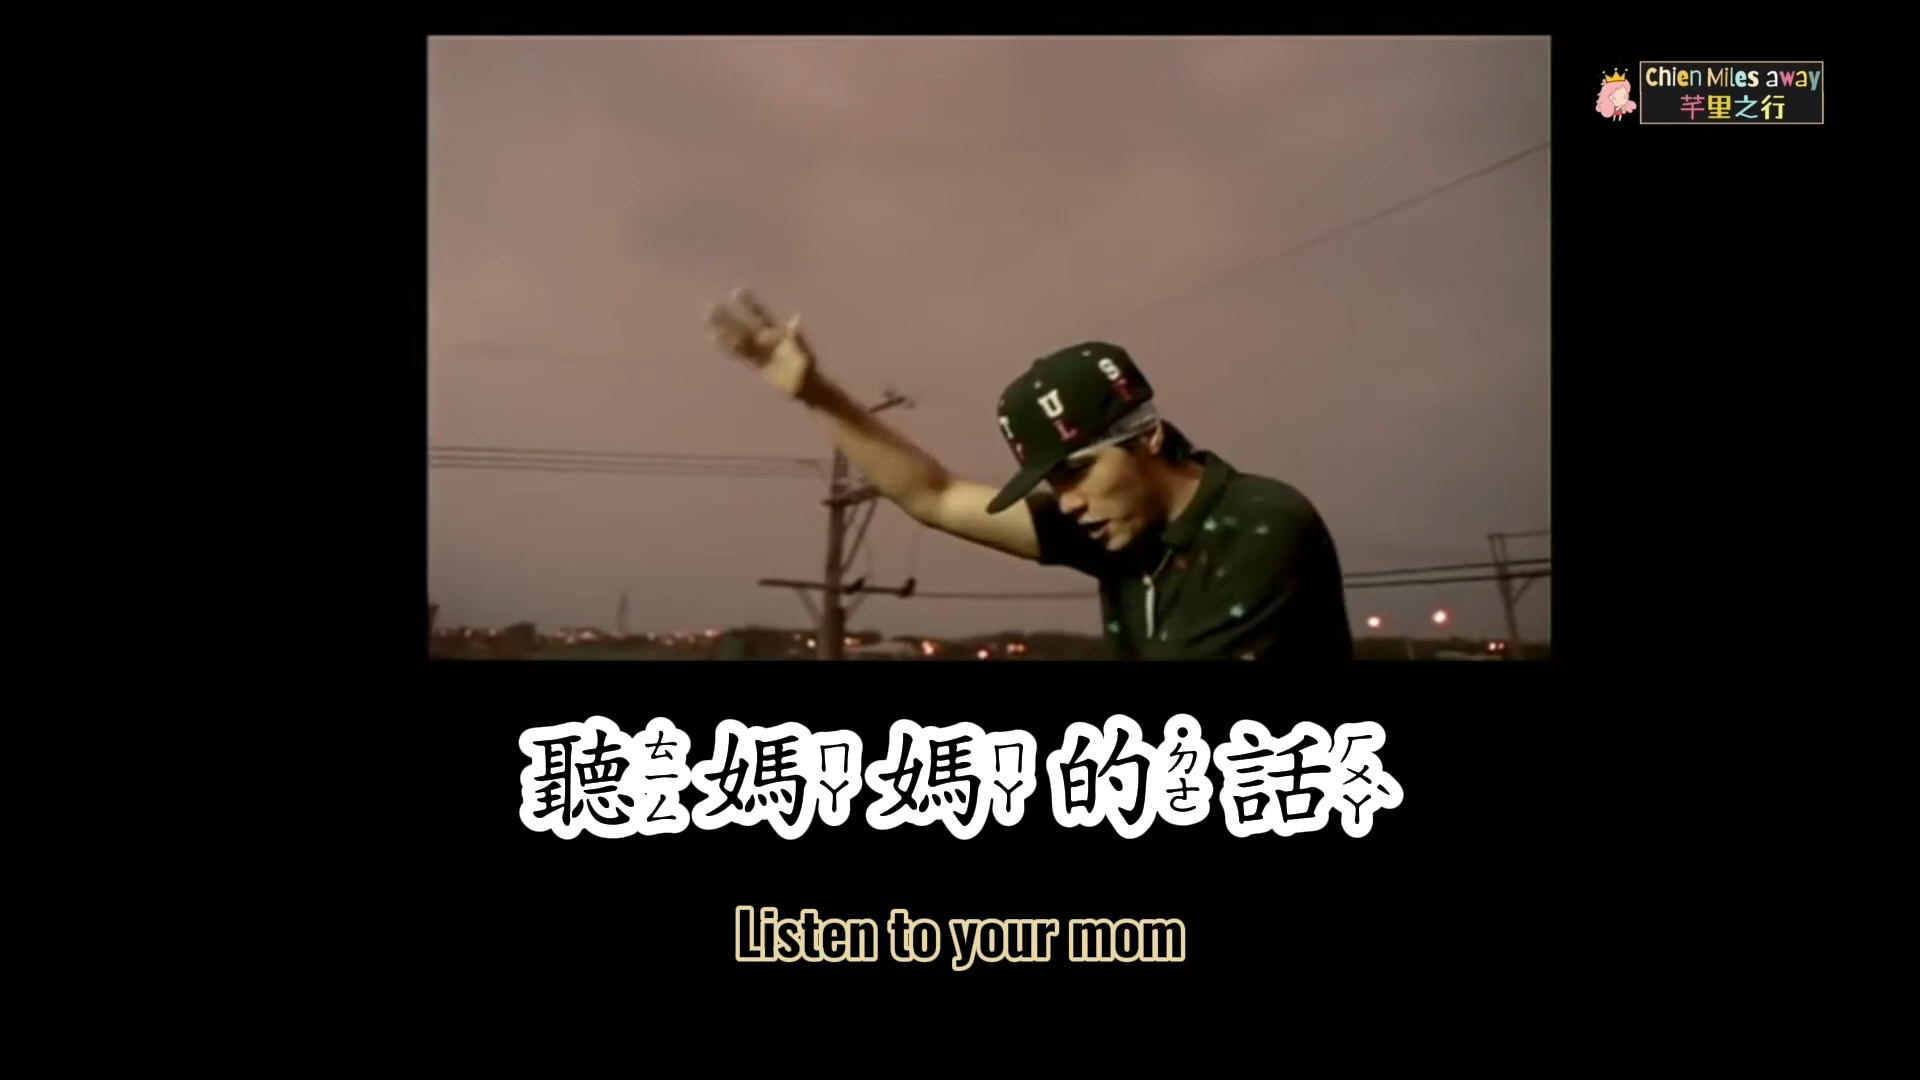 Chien Miles away
芊里之行
S
U
T
L
聽ㄊㄧㄥ媽ㄇㄚ媽ㄇㄚ的˙ㄉㄜ話ㄏㄨㄚˋ
Listen to your mom